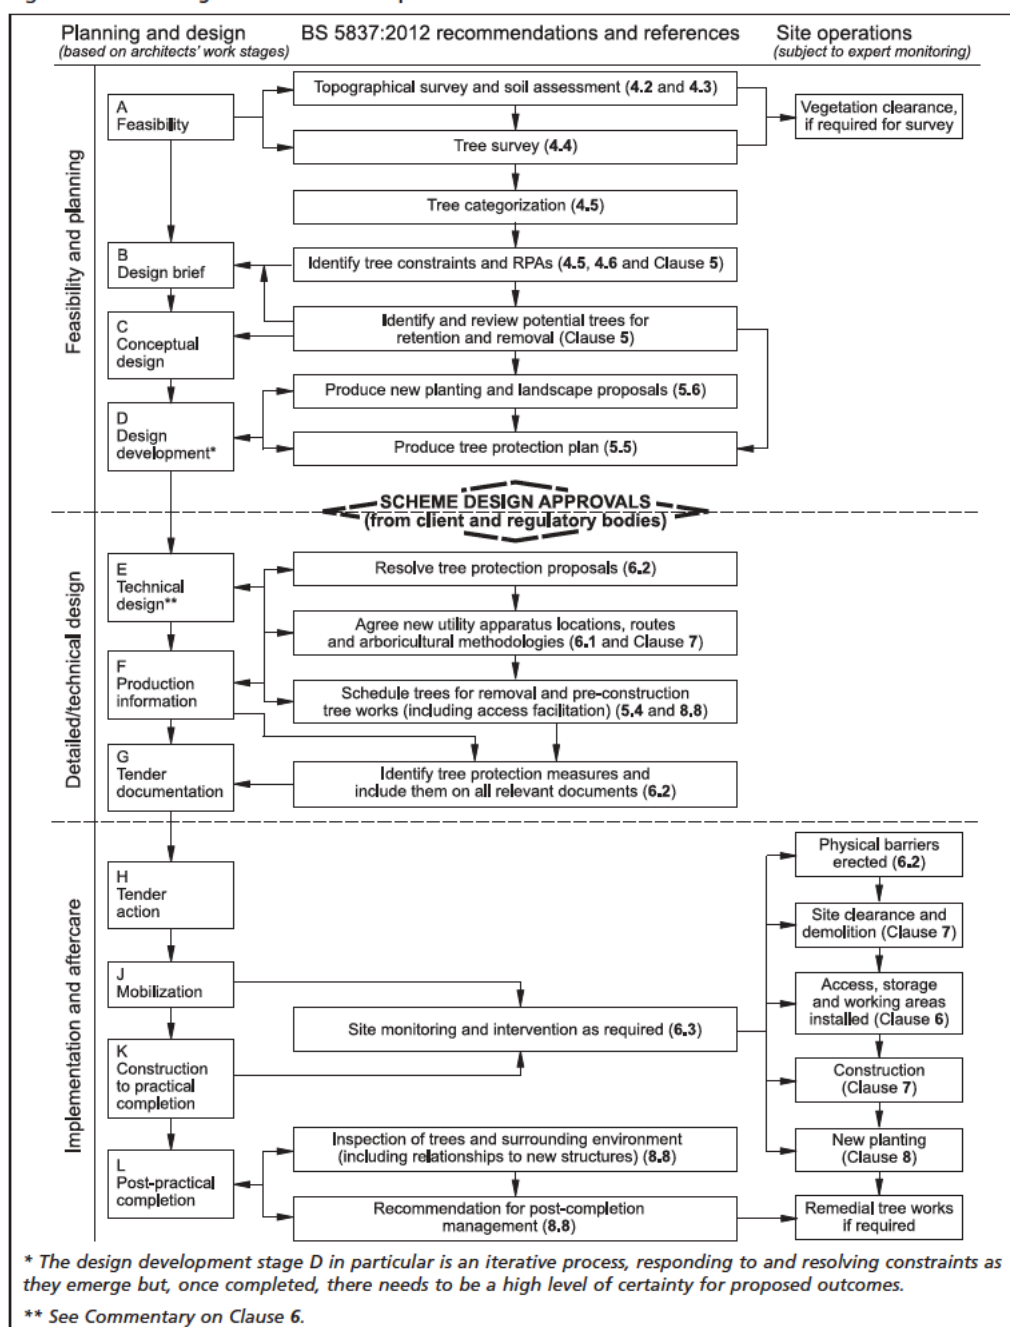 Planning and design
(based on architects' work stages)
BS 5837:2012 recommendations and references
Site operations
(subject to expert monitoring)
Feasibility and planning
A
Feasibility
Topographical survey and soil assessment (4.2 and 4.3)
Vegetation clearance,
if required for survey
Tree survey (4.4)
Tree categorization (4.5)
B
Design brief
Identify tree constraints and RPAs (4.5, 4.6 and Clause 5)
C
Conceptual
design
Identify and review potential trees for
retention and removal (Clause 5)
Produce new planting and landscape proposals (5.6)
D
Design
development*
Produce tree protection plan (5.5)
SCHEME DESIGN APPROVALS
(from client and regulatory bodies)
Detailed/technical design
E
Technical
design**
Resolve tree protection proposals (6.2)
Agree new utility apparatus locations, routes
and arboricultural methodologies (6.1 and Clause 7)
F
Production
information
Schedule trees for removal and pre-construction
tree works (including access facilitation) (5.4 and 8.8)
G
Tender
documentation
Identify tree protection measures and
include them on all relevant documents (6.2)
Implementation and aftercare
H
Tender
action
Physical barriers
erected (6.2)
Site clearance and
demolition (Clause 7)
J
Mobilization
Access, storage
and working areas
installed (Clause 6)
Site monitoring and intervention as required (6.3)
K
Construction
to practical
completion
Construction
(Clause 7)
New planting
(Clause 8)
L
Post-practical
completion
Inspection of trees and surrounding environment
(including relationships to new structures) (8.8)
Recommendation for post-completion
management (8.8)
Remedial tree works
if required
* The design development stage D in particular is an iterative process, responding to and resolving constraints as
they emerge but, once completed, there needs to be a high level of certainty for proposed outcomes.
** See Commentary on Clause 6.